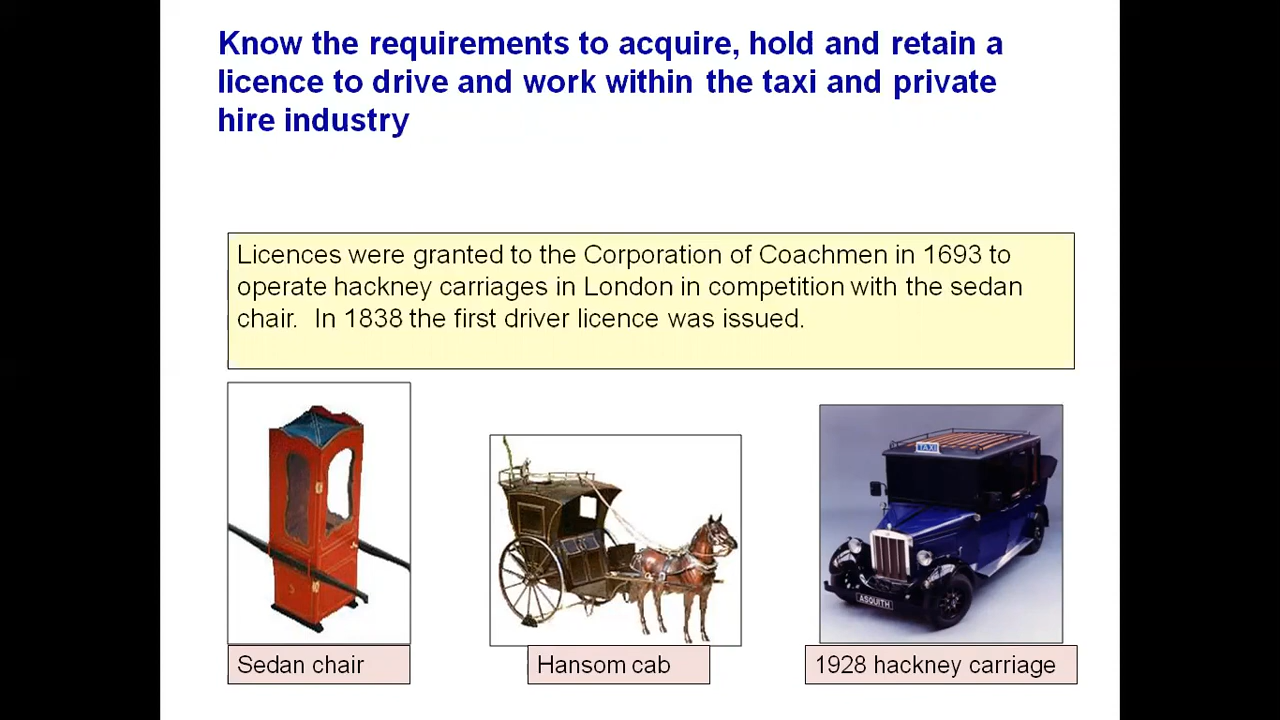 Know the requirements to acquire, hold and retain a
licence to drive and work within the taxi and private
hire industry
Licences were granted to the Corporation of Coachmen in 1693 to
operate hackney carriages in London in competition with the sedan
chair. In 1838 the first driver licence was issued.
TAXI
ASQUITH
Sedan chair
Hansom cab
1928 hackney carriage